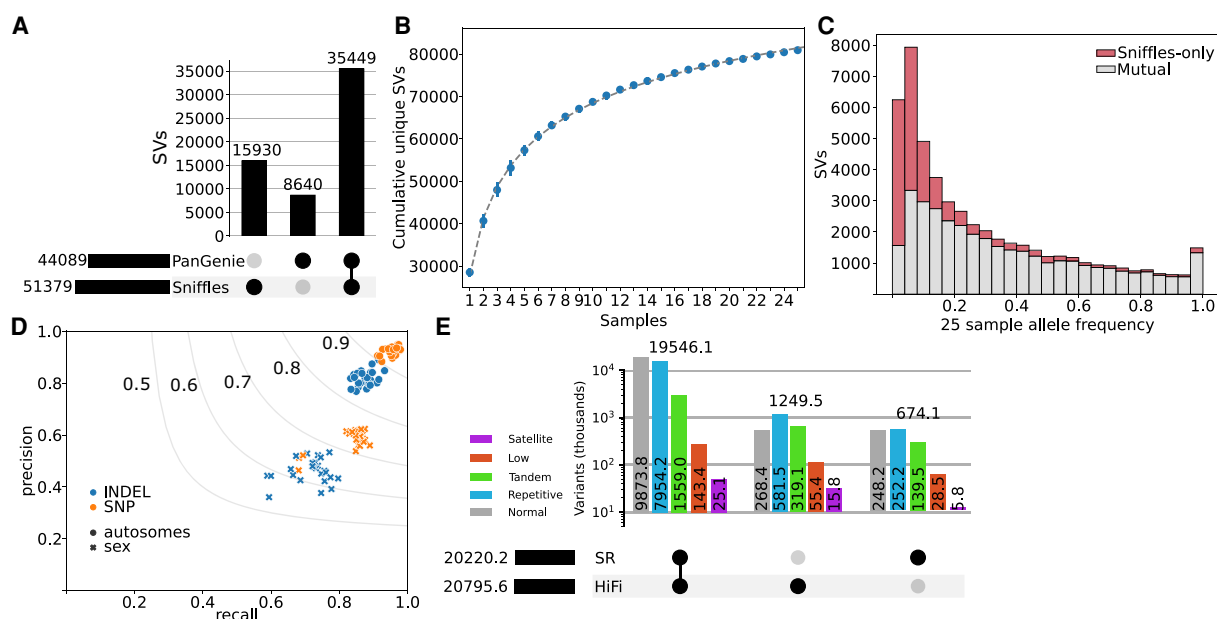 A
SVs
35000
30000
25000
20000
15000
10000
5000
0
15930
8640
35449
44089 PanGenie
51379 Sniffles
B
Cumulative unique SVs
80000
70000
60000
50000
40000
30000
1 2 3 4 5 6 7 8 9 10 12 14 16 18 20 22 24
Samples
C
SVs
8000
7000
6000
5000
4000
3000
2000
1000
Sniffles-only
Mutual
0.2 0.4 0.6 0.8 1.0
25 sample allele frequency
D
precision
1.0
0.8
0.6
0.4
0.2
0.5 0.6 0.7 0.8 0.9
INDEL
SNP
autosomes
sex
0.2 0.4 0.6 0.8 1.0
recall
E
Satellite
Low
Tandem
Repetitive
Normal
Variants (thousands)
10⁴
10³
10²
10¹
19546.1
9873.8
7954.2
1559.0
143.4
25.1
1249.5
268.4
581.5
319.1
55.4
15.8
674.1
248.2
252.2
139.5
28.5
5.8
20220.2 SR
20795.6 HiFi